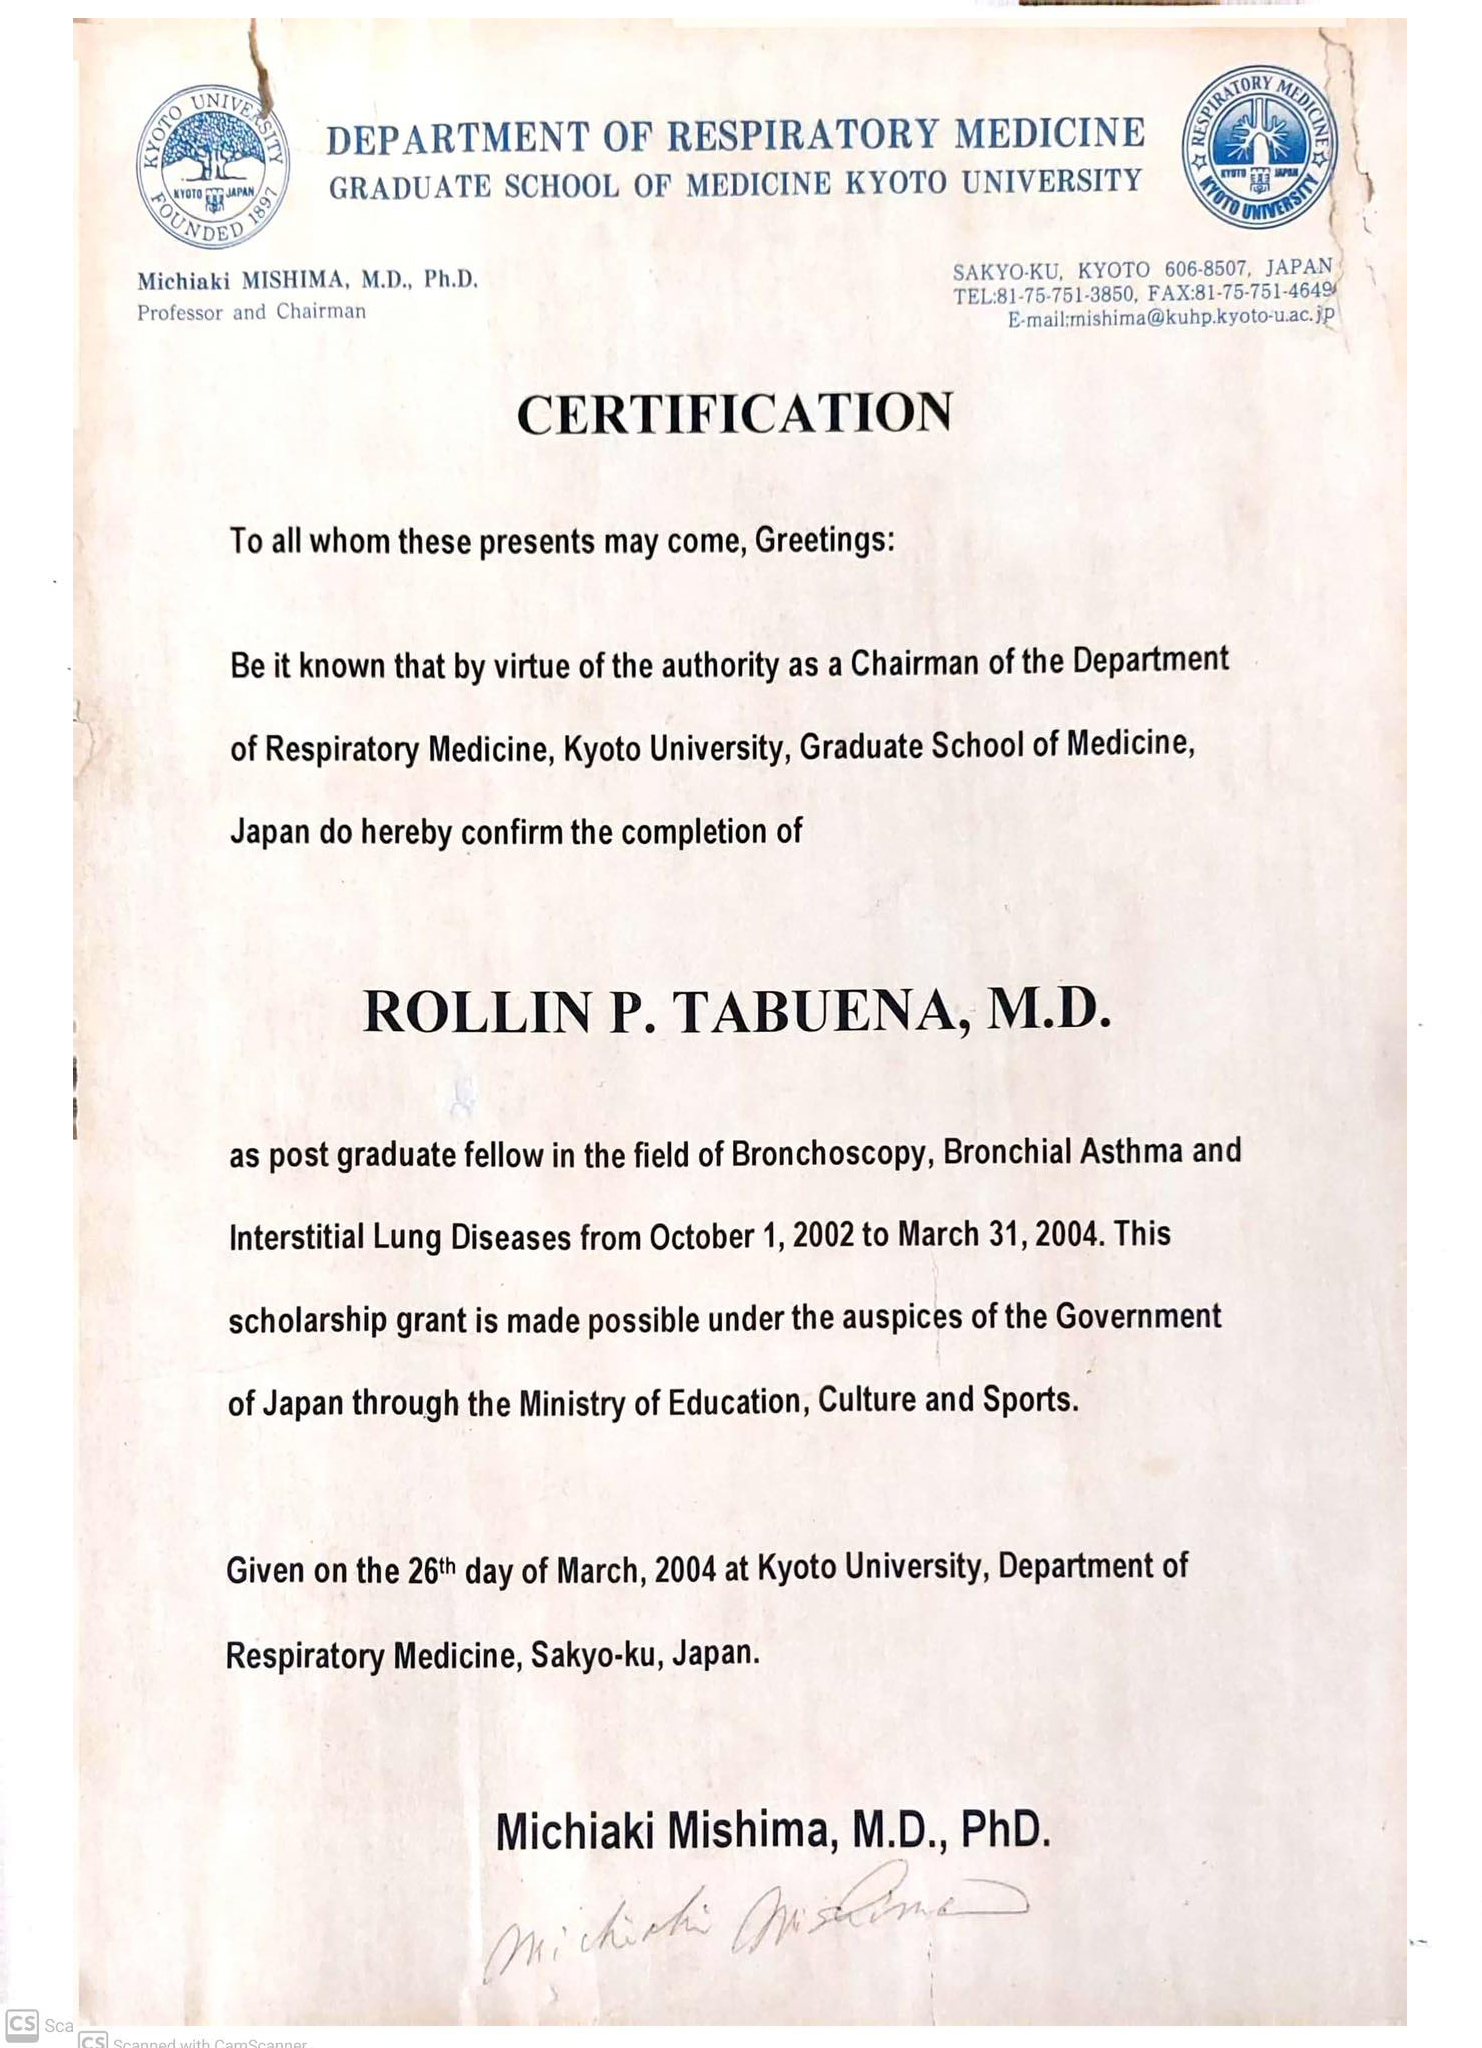 KYOTO UNIVERSITY
KYOTO JAPAN
FOUNDED 1897
DEPARTMENT OF RESPIRATORY MEDICINE
GRADUATE SCHOOL OF MEDICINE KYOTO UNIVERSITY
RESPIRATORY MEDICINE
KYOTO JAPAN
KYOTO UNIVERSITY
Michiaki MISHIMA, M.D., Ph.D.
Professor and Chairman
SAKYO-KU, KYOTO 606-8507, JAPAN
TEL:81-75-751-3850, FAX:81-75-751-4649
E-mail:mishima@kuhp.kyoto-u.ac.jp
CERTIFICATION
To all whom these presents may come, Greetings:
Be it known that by virtue of the authority as a Chairman of the Department
of Respiratory Medicine, Kyoto University, Graduate School of Medicine,
Japan do hereby confirm the completion of
ROLLIN P. TABUENA, M.D.
as post graduate fellow in the field of Bronchoscopy, Bronchial Asthma and
Interstitial Lung Diseases from October 1, 2002 to March 31, 2004. This
scholarship grant is made possible under the auspices of the Government
of Japan through the Ministry of Education, Culture and Sports.
Given on the 26th day of March, 2004 at Kyoto University, Department of
Respiratory Medicine, Sakyo-ku, Japan.
Michiaki Mishima, M.D., PhD.
Michiaki Mishima
CS Sca
CS Scanned with CamScanner